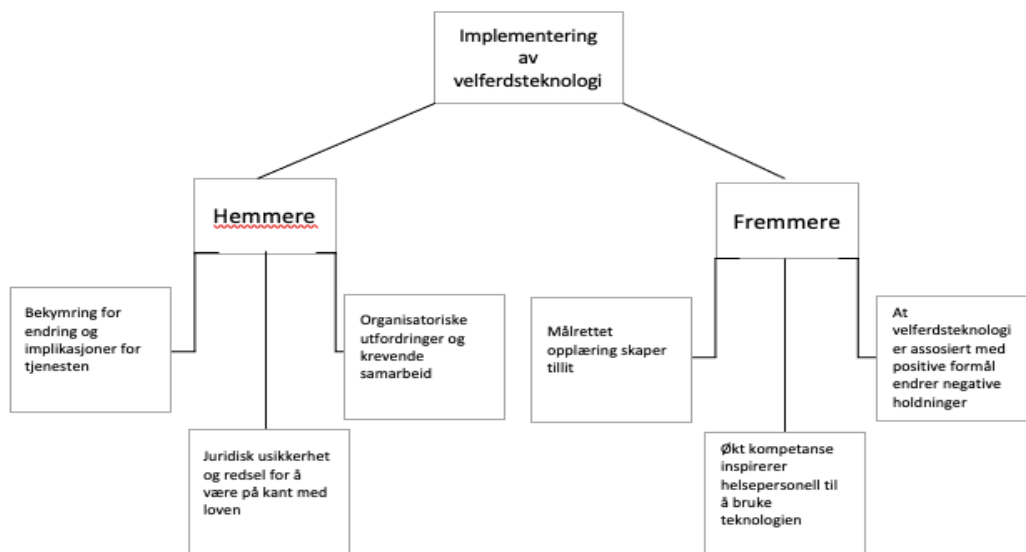 Implementering
av
velferdsteknologi
Hemmere
Fremmere
Bekymring for
endring og
implikasjoner for
tjenesten
Organisatoriske
utfordringer og
krevende
samarbeid
Målrettet
opplæring skaper
tillit
At
velferdsteknologi
er assosiert med
positive formål
endrer negative
holdninger
Juridisk usikkerhet
og redsel for å
være på kant med
loven
Økt kompetanse
inspirerer
helsepersonell til
å bruke
teknologien